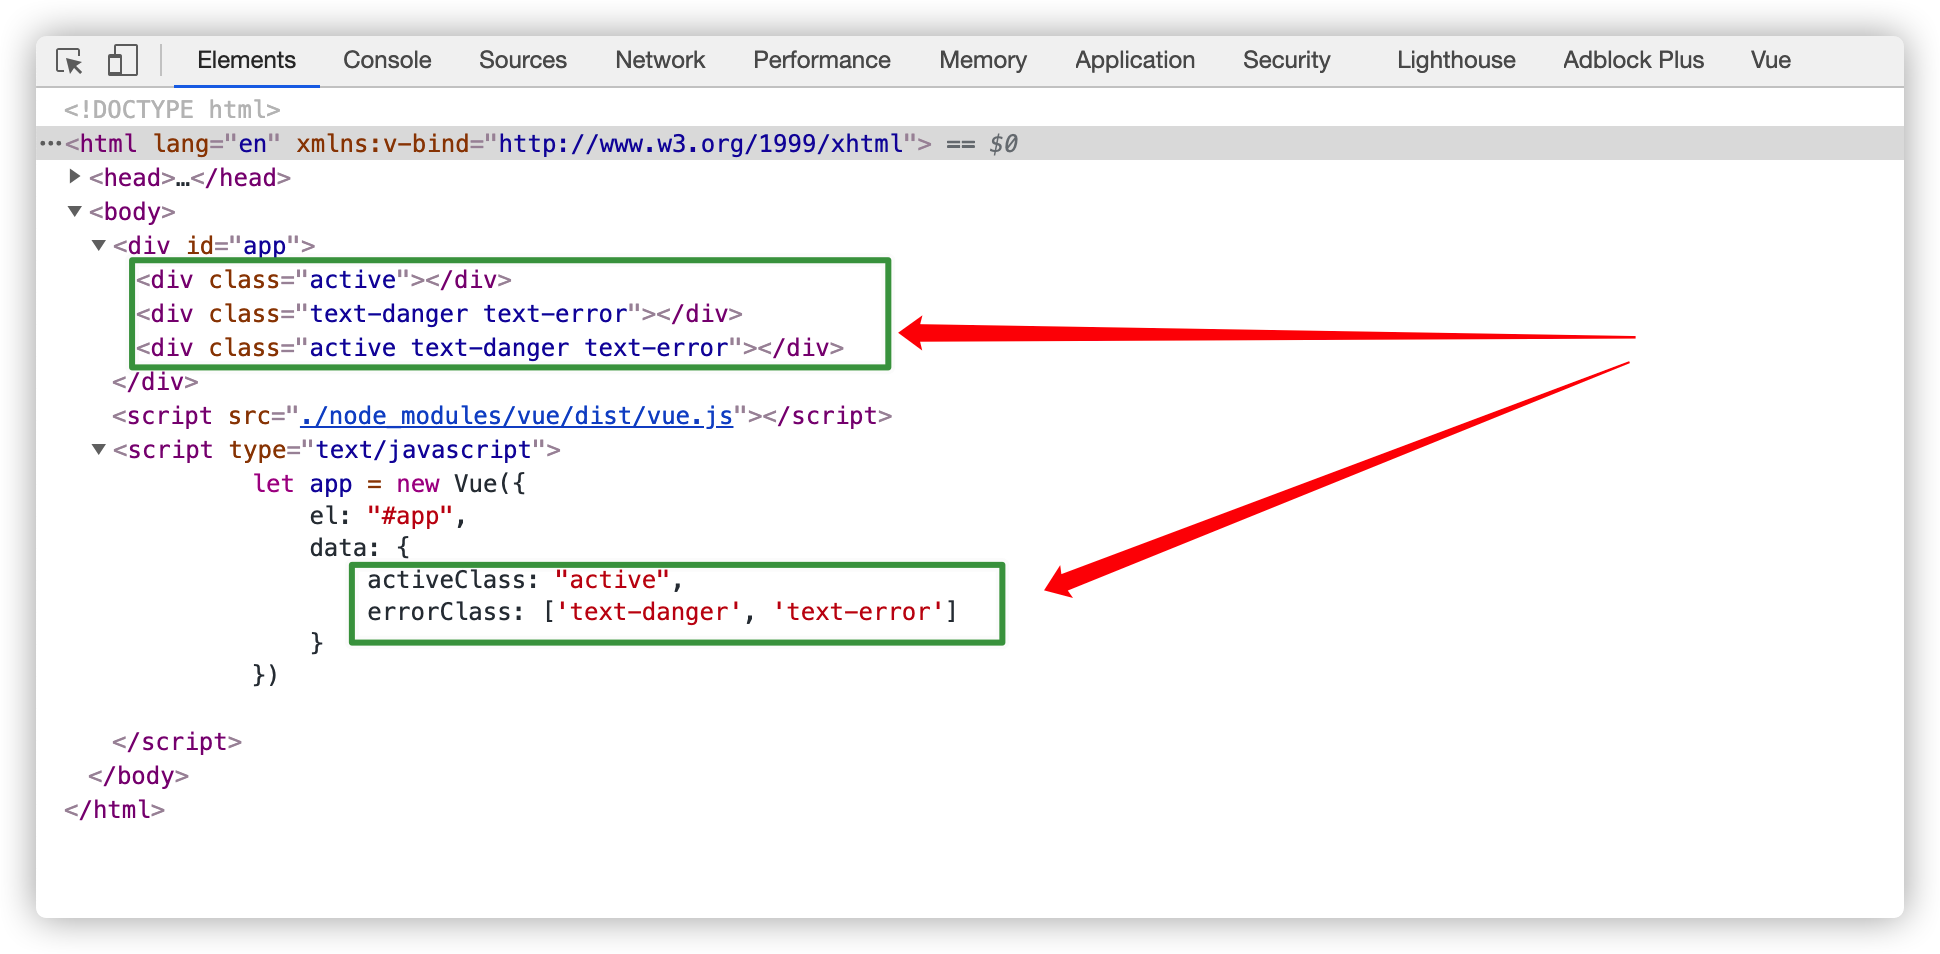 Elements Console Sources Network Performance Memory Application Security Lighthouse Adblock Plus Vue
<!DOCTYPE html>
…<html lang="en" xmlns:v-bind="http://www.w3.org/1999/xhtml"> == $0
<head>…</head>
<body>
<div id="app">
<div class="active"></div>
<div class="text-danger text-error"></div>
<div class="active text-danger text-error"></div>
</div>
<script src="./node_modules/vue/dist/vue.js"></script>
<script type="text/javascript">
let app = new Vue({
el: "#app",
data: {
activeClass: "active",
errorClass: ['text-danger', 'text-error']
}
})
</script>
</body>
</html>